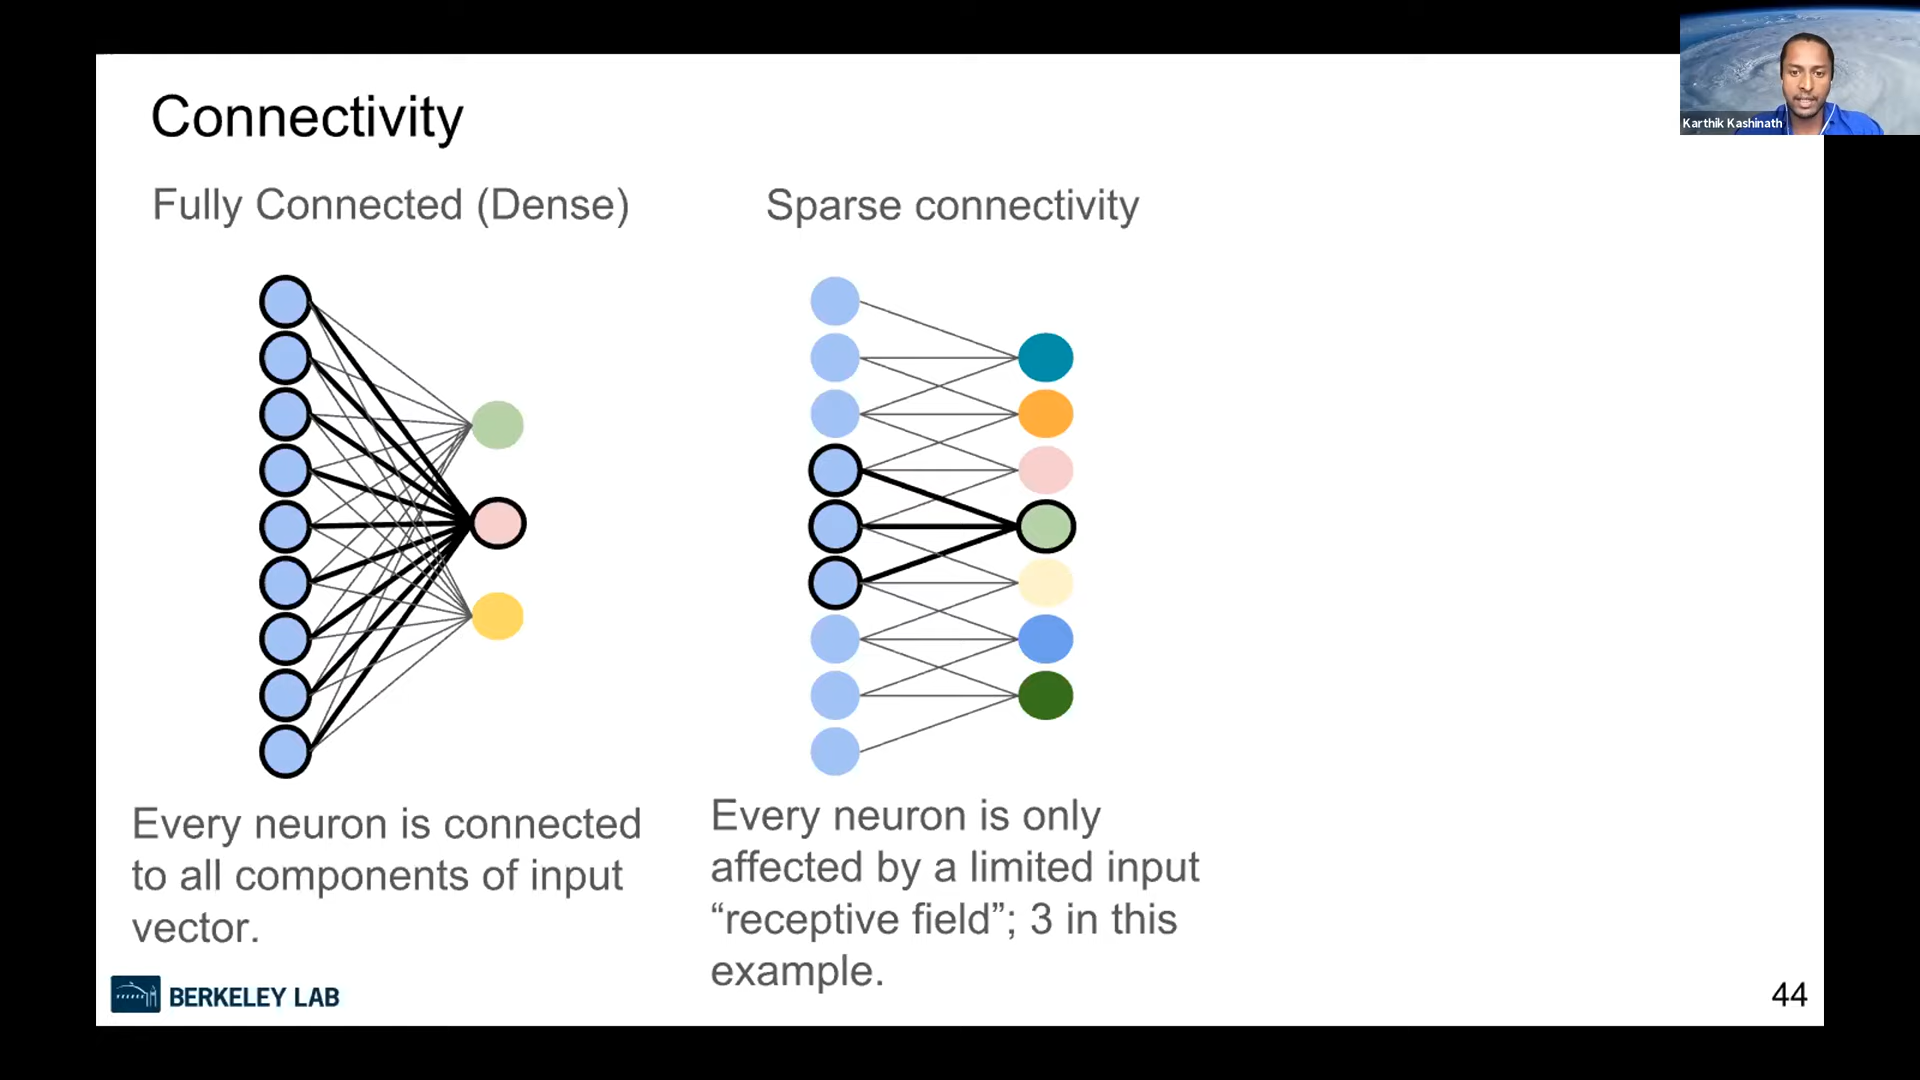 Connectivity
Karthik Kashinath
Fully Connected (Dense)
Sparse connectivity
Every neuron is connected
to all components of input
vector.
Every neuron is only
affected by a limited input
“receptive field”; 3 in this
example.
BERKELEY LAB
44